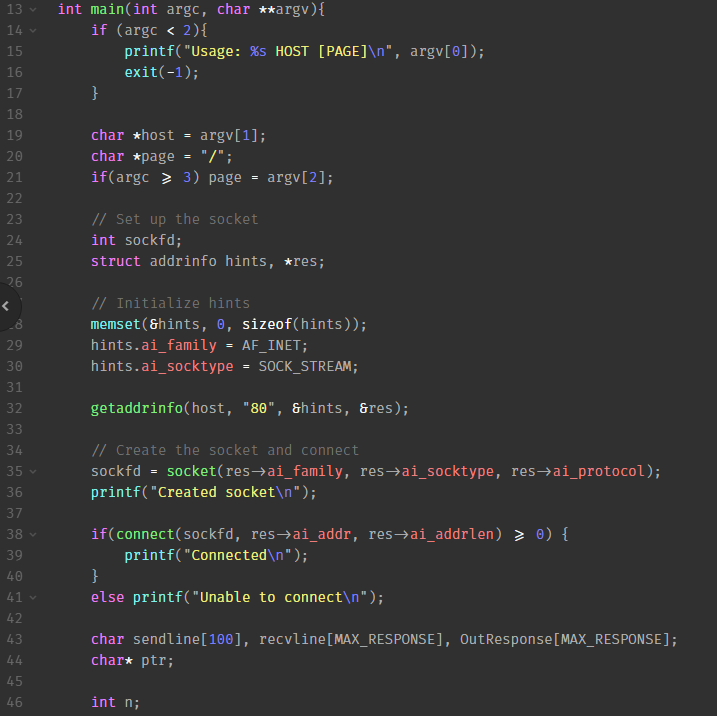 13 int main(int argc, char **argv){
14     if (argc < 2){
15         printf("Usage: %s HOST [PAGE]\n", argv[0]);
16         exit(-1);
17     }
18
19     char *host = argv[1];
20     char *page = "/";
21     if(argc >= 3) page = argv[2];
22
23     // Set up the socket
24     int sockfd;
25     struct addrinfo hints, *res;
26
    // Initialize hints
8     memset(&hints, 0, sizeof(hints));
29     hints.ai_family = AF_INET;
30     hints.ai_socktype = SOCK_STREAM;
31
32     getaddrinfo(host, "80", &hints, &res);
33
34     // Create the socket and connect
35     sockfd = socket(res->ai_family, res->ai_socktype, res->ai_protocol);
36     printf("Created socket\n");
37
38     if(connect(sockfd, res->ai_addr, res->ai_addrlen) >= 0) {
39         printf("Connected\n");
40     }
41     else printf("Unable to connect\n");
42
43     char sendline[100], recvline[MAX_RESPONSE], OutResponse[MAX_RESPONSE];
44     char* ptr;
45
46     int n;